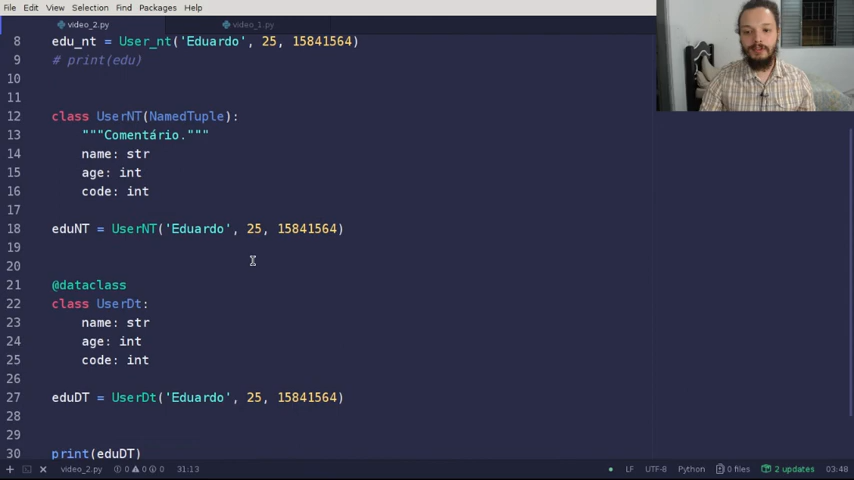 File Edit View Selection Find Packages Help
video_2.py video_1.py
8 edu_nt = User_nt('Eduardo', 25, 15841564)
9 # print(edu)
10
11
12 class UserNT(NamedTuple):
13 """Comentário."""
14 name: str
15 age: int
16 code: int
17
18 eduNT = UserNT('Eduardo', 25, 15841564)
19
20
21 @dataclass
22 class UserDt:
23 name: str
24 age: int
25 code: int
26
27 eduDT = UserDt('Eduardo', 25, 15841564)
28
29
30 print(eduDT)
video_2.py 0 0 0 31:13 LF UTF-8 Python 0 files 2 updates 03:48